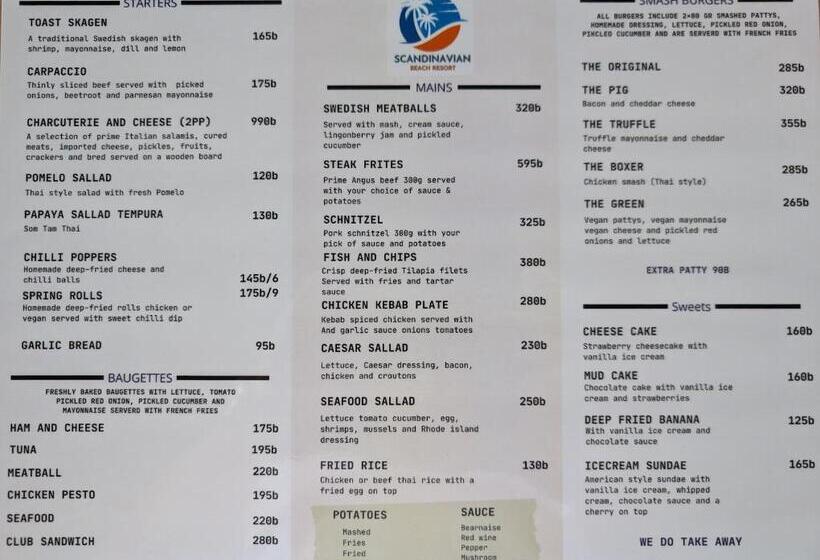 STARTERS
TOAST SKAGEN 165b
A traditional Swedish skagen with
shrimp, mayonnaise, dill and lemon
CARPACCIO 175b
Thinly sliced beef served with picked
onions, beetroot and parmesan mayonnaise
CHARCUTERIE AND CHEESE (2PP) 990b
A selection of prime Italian salamis, cured
meats, imported cheese, pickles, fruits,
crackers and bred served on a wooden board
POMELO SALLAD 120b
Thai style salad with fresh Pomelo
PAPAYA SALLAD TEMPURA 130b
Som Tam Thai
CHILLI POPPERS
Homemade deep-fried cheese and
chilli balls 145b/6
SPRING ROLLS 175b/9
Homemade deep-fried rolls chicken or
vegan served with sweet chilli dip
GARLIC BREAD 95b
BAUGETTES
FRESHLY BAKED BAUGETTES WITH LETTUCE, TOMATO
PICKLED RED ONION, PICKLED CUCUMBER AND
MAYONNAISE SERVERD WITH FRENCH FRIES
HAM AND CHEESE 175b
TUNA 195b
MEATBALL 220b
CHICKEN PESTO 195b
SEAFOOD 220b
CLUB SANDWICH 280b
SCANDINAVIAN
BEACH RESORT
MAINS
SWEDISH MEATBALLS 320b
Served with mash, cream sauce,
lingonberry jam and pickled
cucumber
STEAK FRITES 595b
Prime Angus beef 300g served
with your choice of sauce &
potatoes
SCHNITZEL 325b
Pork schnitzel 300g with your
pick of sauce and potatoes
FISH AND CHIPS 380b
Crisp deep-fried Tilapia filets
Served with fries and tartar
sauce
CHICKEN KEBAB PLATE 280b
Kebab spiced chicken served with
And garlic sauce onions tomatoes
CAESAR SALLAD 230b
Lettuce, Caesar dressing, bacon,
chicken and croutons
SEAFOOD SALLAD 250b
Lettuce tomato cucumber, egg,
shrimps, mussels and Rhode island
dressing
FRIED RICE 130b
Chicken or beef thai rice with a
fried egg on top
POTATOES
Mashed
Fries
Fried
SAUCE
Bearnaise
Red wine
Pepper
Mushroom
SMASH BURGERS
ALL BURGERS INCLUDE 2×80 GR SMASHED PATTYS,
HOMEMADE DRESSING, LETTUCE, PICKLED RED ONION,
PIKCLED CUCUMBER AND ARE SERVERD WITH FRENCH FRIES
THE ORIGINAL 285b
THE PIG 320b
Bacon and cheddar cheese
THE TRUFFLE 355b
Truffle mayonnaise and cheddar
cheese
THE BOXER 285b
Chicken smash (Thai style)
THE GREEN 265b
Vegan pattys, vegan mayonnaise
vegan cheese and pickled red
onions and lettuce
EXTRA PATTY 90B
Sweets
CHEESE CAKE 160b
Strawberry cheesecake with
vanilla ice cream
MUD CAKE 160b
Chocolate cake with vanilla ice
cream and strawberries
DEEP FRIED BANANA 125b
With vanilla ice cream and
chocolate sauce
ICECREAM SUNDAE 165b
American style sundae with
vanilla ice cream, whipped
cream, chocolate sauce and a
cherry on top
WE DO TAKE AWAY